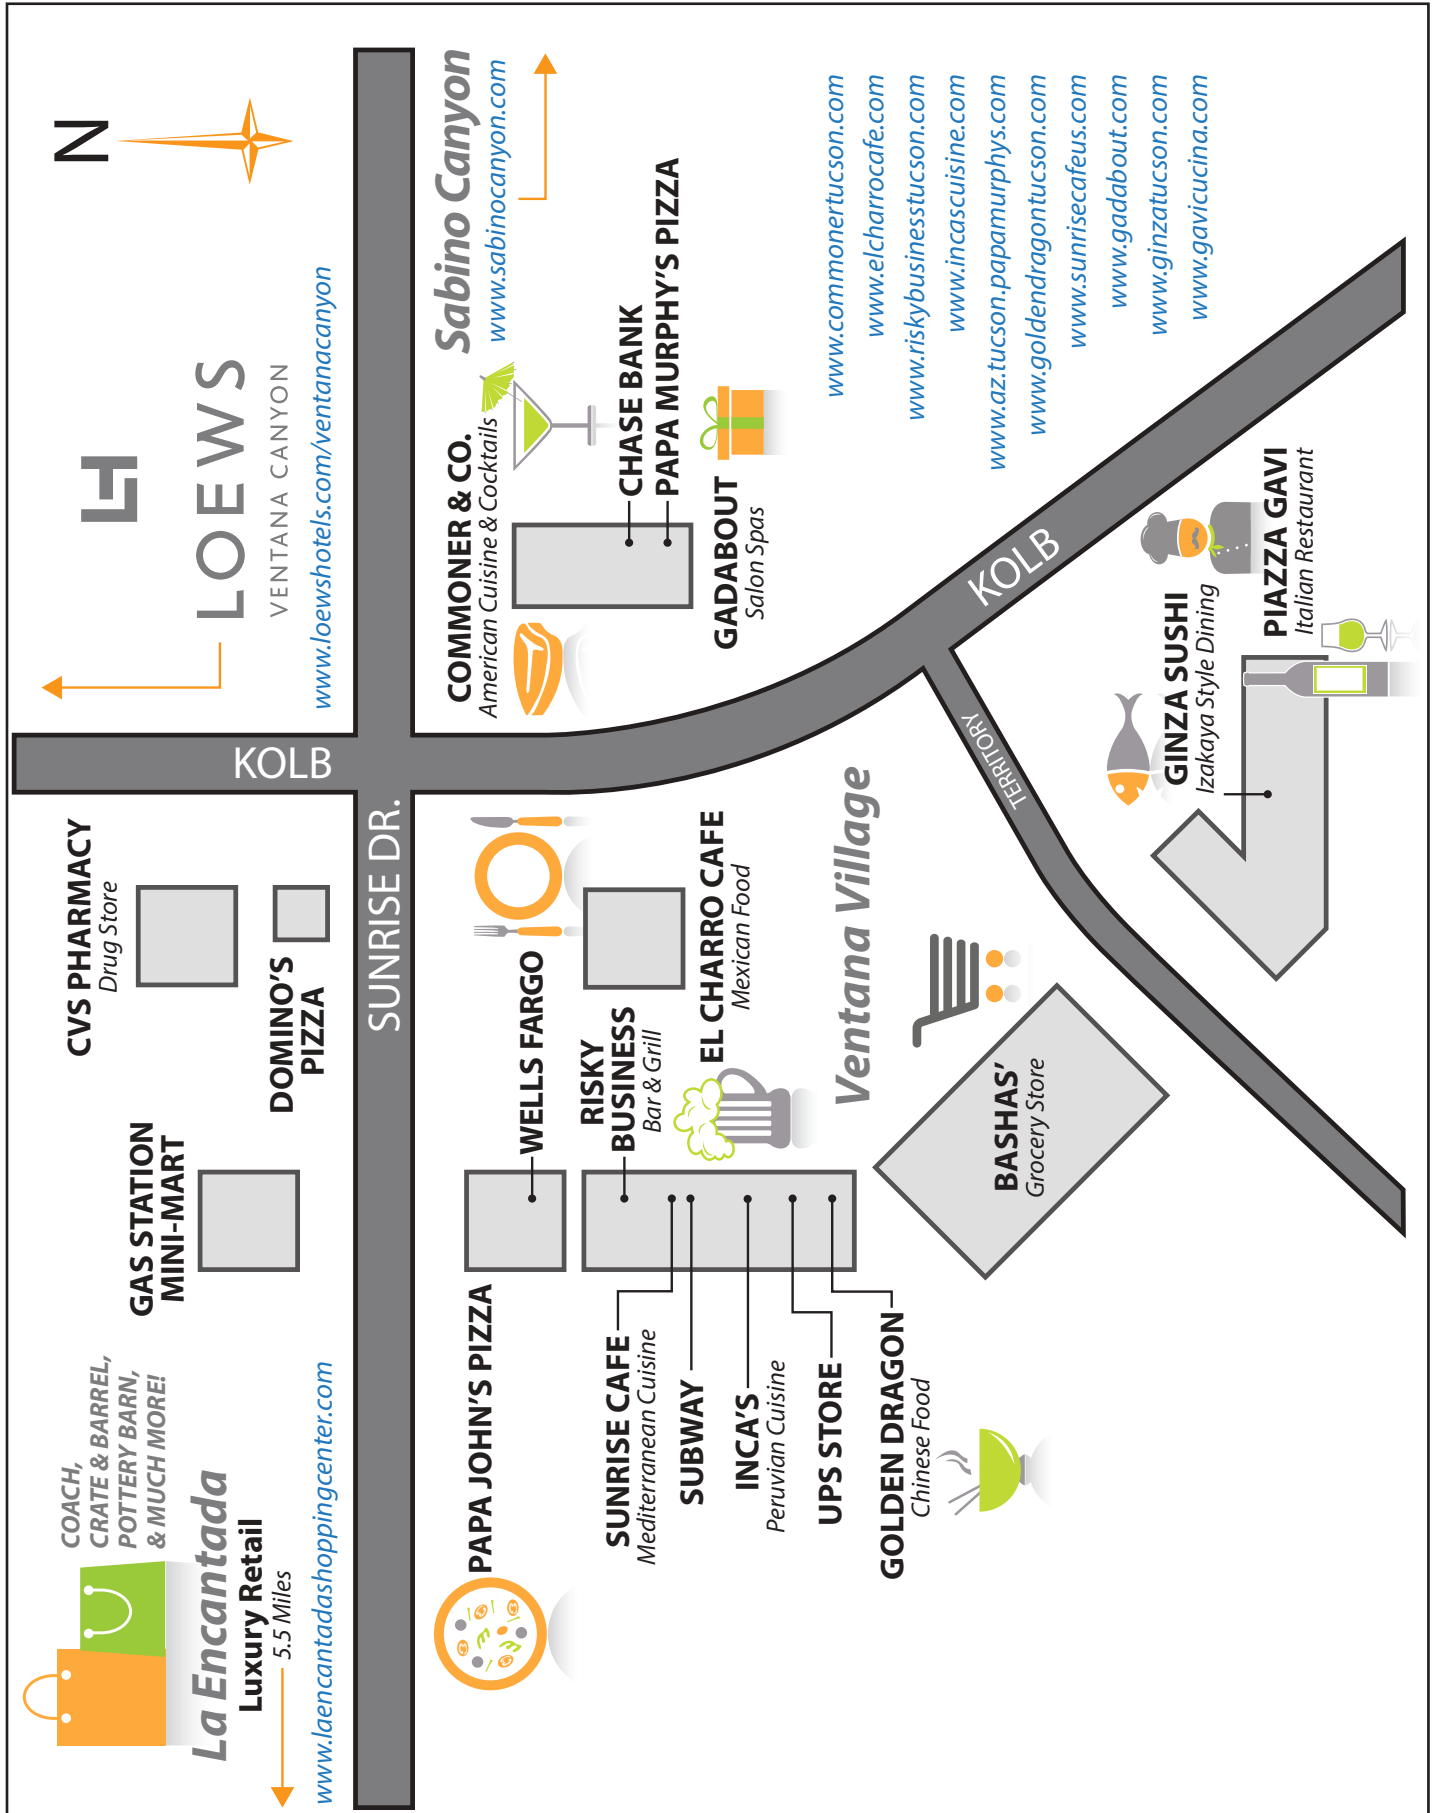 COACH,
CRATE & BARREL,
POTTERY BARN,
& MUCH MORE!
La Encantada
Luxury Retail
5.5 Miles
www.laencantadashoppingcenter.com
GAS STATION
MINI-MART
CVS PHARMACY
Drug Store
DOMINO'S
PIZZA
KOLB
N
LOEWS
VENTANA CANYON
www.loewshotels.com/ventanacanyon
SUNRISE DR.
Sabino Canyon
www.sabinocanyon.com
PAPA JOHN'S PIZZA
WELLS FARGO
RISKY
BUSINESS
Bar & Grill
EL CHARRO CAFE
Mexican Food
SUNRISE CAFE
Mediterranean Cuisine
SUBWAY
INCA'S
Peruvian Cuisine
UPS STORE
GOLDEN DRAGON
Chinese Food
COMMONER & CO.
American Cuisine & Cocktails
CHASE BANK
PAPA MURPHY'S PIZZA
GADABOUT
Salon Spas
Ventana Village
BASHAS'
Grocery Store
KOLB
TERRITORY
GINZA SUSHI
Izakaya Style Dining
PIAZZA GAVI
Italian Restaurant
www.commonertucson.com
www.elcharrocafe.com
www.riskybusinesstucson.com
www.incascuisine.com
www.az.tucson.papamurphys.com
www.goldendragontucson.com
www.sunrisecafeus.com
www.gadabout.com
www.ginzatucson.com
www.gavicucina.com